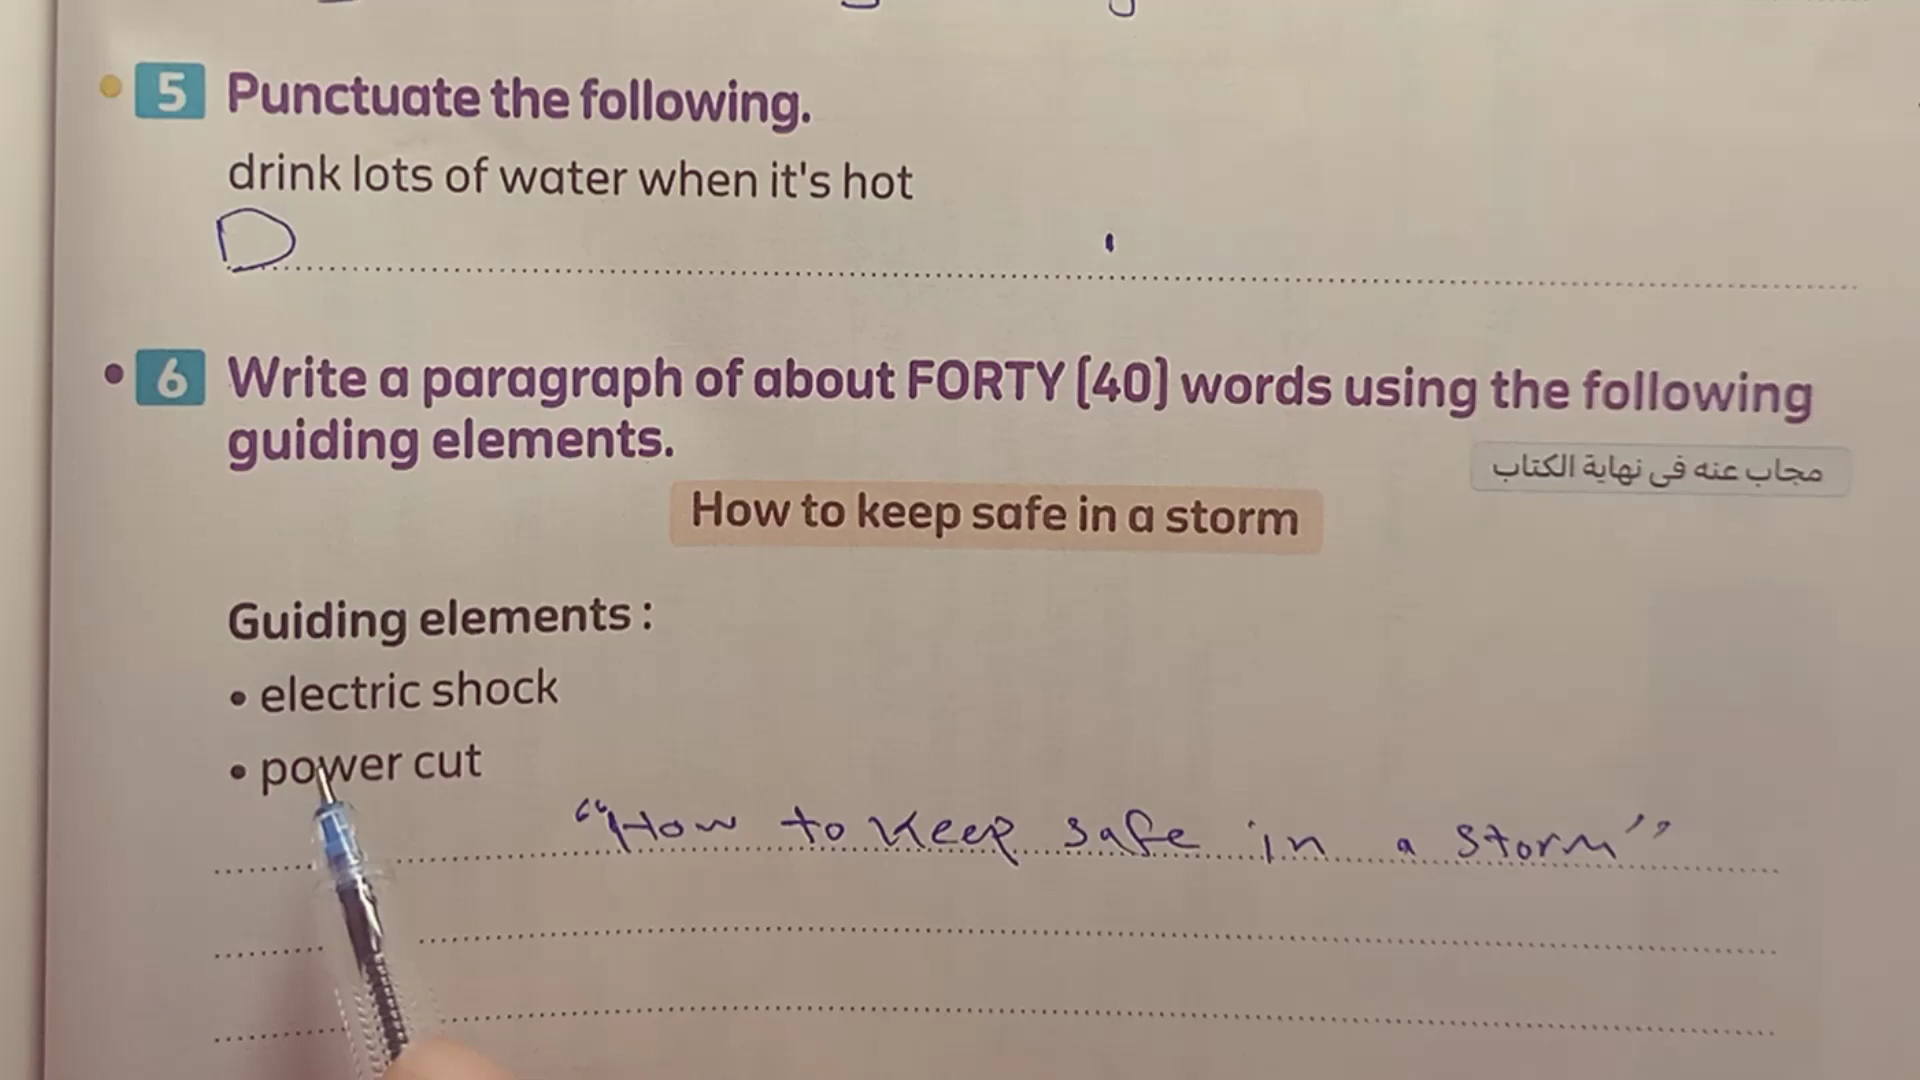 5 Punctuate the following.
drink lots of water when it's hot
D .
6 Write a paragraph of about FORTY (40) words using the following
guiding elements.
مجاب عنه فى نهاية الكتاب
How to keep safe in a storm
Guiding elements :
• electric shock
• power cut
"How to keep safe in a storm"